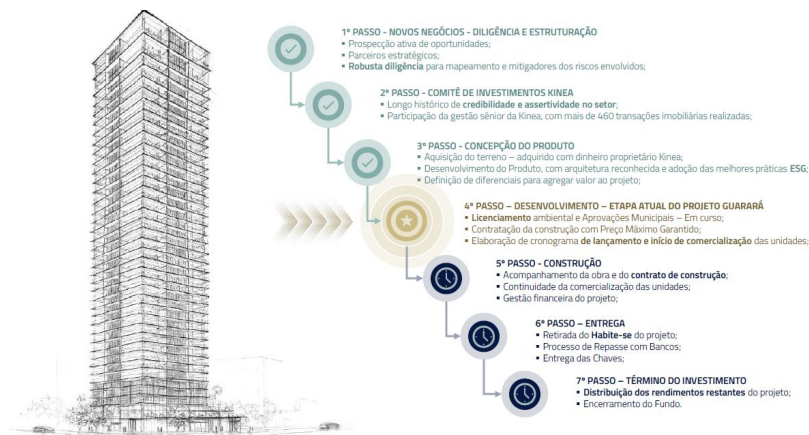 1º PASSO - NOVOS NEGÓCIOS - DILIGÊNCIA E ESTRUTURAÇÃO
▪ Prospecção ativa de oportunidades;
▪ Parceiros estratégicos;
▪ Robusta diligência para mapeamento e mitigadores dos riscos envolvidos;
2º PASSO - COMITÊ DE INVESTIMENTOS KINEA
▪ Longo histórico de credibilidade e assertividade no setor;
▪ Participação da gestão sênior da Kinea, com mais de 460 transações imobiliárias realizadas;
3º PASSO - CONCEPÇÃO DO PRODUTO
▪ Aquisição do terreno – adquirido com dinheiro proprietário Kinea;
▪ Desenvolvimento do Produto, com arquitetura reconhecida e adoção das melhores práticas ESG;
▪ Definição de diferenciais para agregar valor ao projeto;
4º PASSO – DESENVOLVIMENTO – ETAPA ATUAL DO PROJETO GUARARÁ
▪ Licenciamento ambiental e Aprovações Municipais – Em curso;
▪ Contratação da construção com Preço Máximo Garantido;
▪ Elaboração de cronograma de lançamento e início de comercialização das unidades;
5º PASSO - CONSTRUÇÃO
▪ Acompanhamento da obra e do contrato de construção;
▪ Continuidade da comercialização das unidades;
▪ Gestão financeira do projeto;
6º PASSO – ENTREGA
▪ Retirada do Habite-se do projeto;
▪ Processo de Repasse com Bancos;
▪ Entrega das Chaves;
7º PASSO – TÉRMINO DO INVESTIMENTO
▪ Distribuição dos rendimentos restantes do projeto;
▪ Encerramento do Fundo.